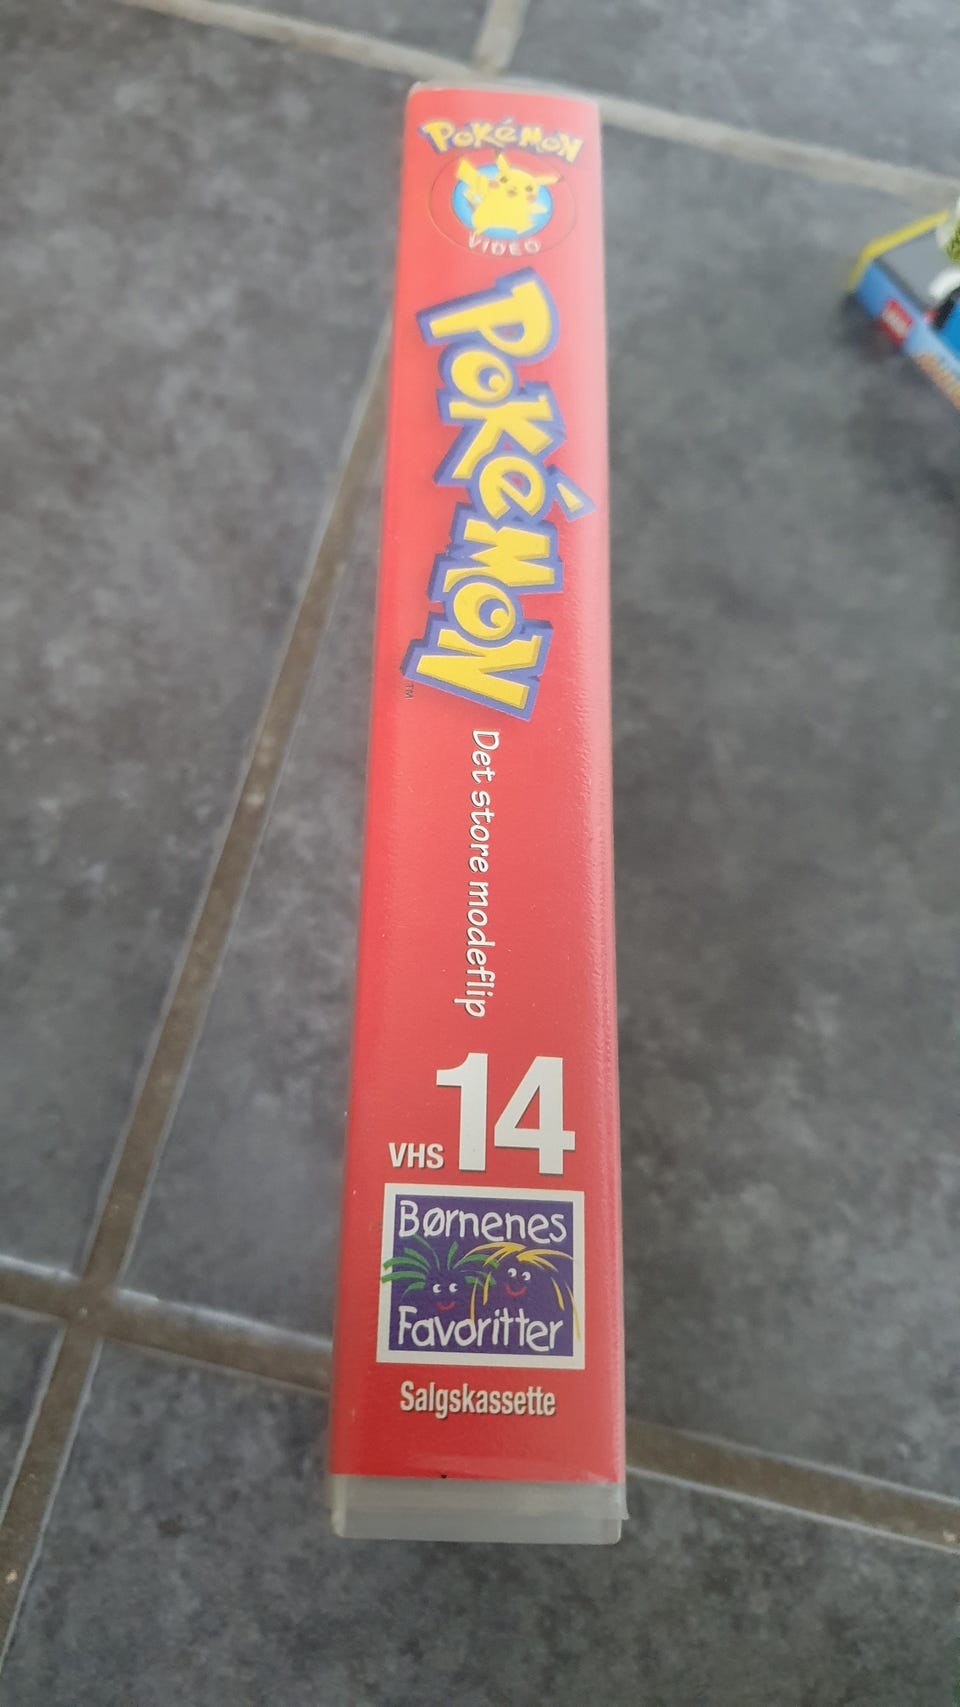 POKéMON
VIDEO
POKéMON
TM
Det store modeflip
14
VHS
Børnenes
Favoritter
Salgskassette